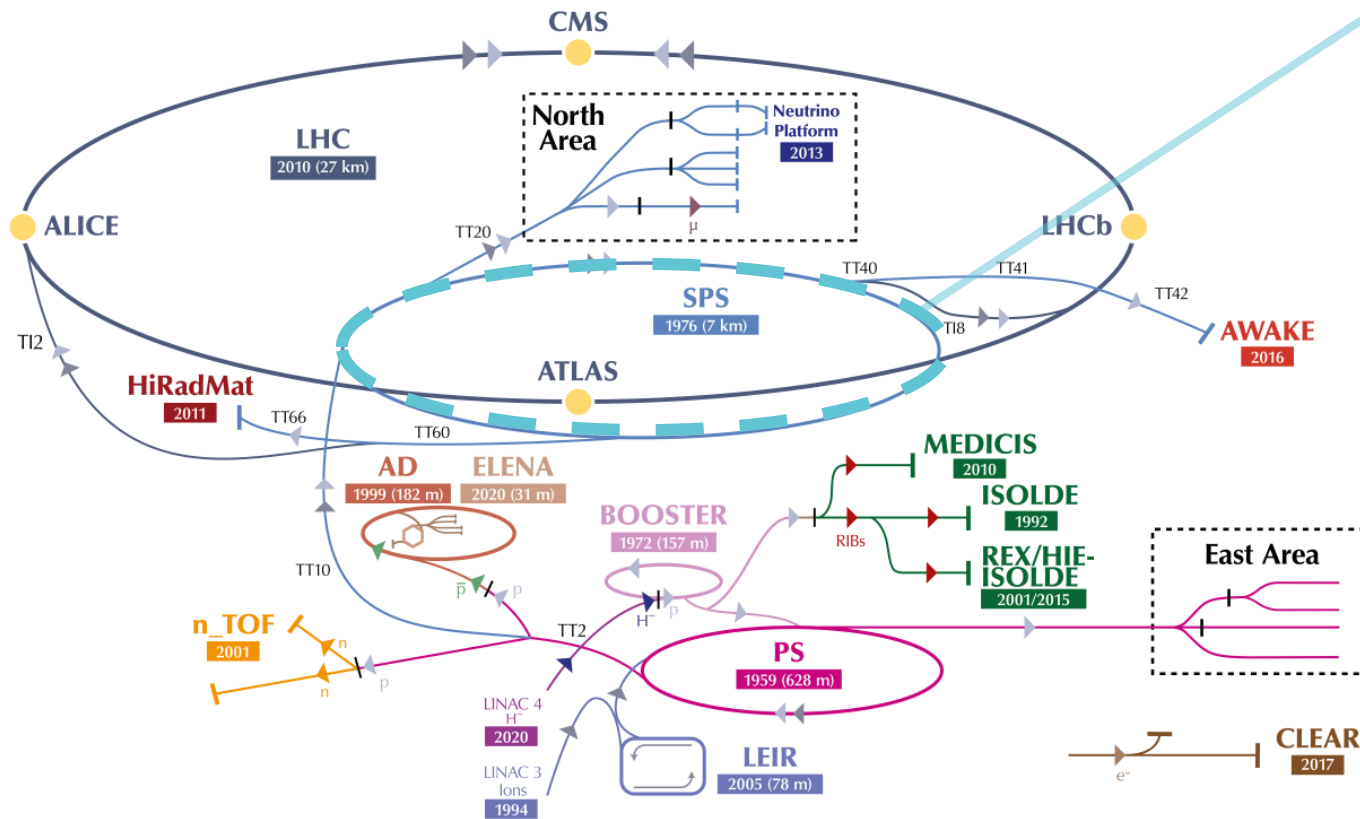 CMS
North
Area
Neutrino
Platform
2013
LHC
2010 (27 km)
μ
ALICE
LHCb
TT20
TT40
TT41
TT42
SPS
1976 (7 km)
TI8
TI2
AWAKE
2016
ATLAS
HiRadMat
2011
TT66
TT60
AD
1999 (182 m)
ELENA
2020 (31 m)
MEDICIS
2010
BOOSTER
1972 (157 m)
ISOLDE
1992
RIBs
REX/HIE-
ISOLDE
2001/2015
East Area
TT10
p̅
p
p
H⁻
TT2
n_TOF
2001
n
n
p
PS
1959 (628 m)
LINAC 4
H⁻
2020
LINAC 3
Ions
1994
LEIR
2005 (78 m)
CLEAR
2017
e⁻